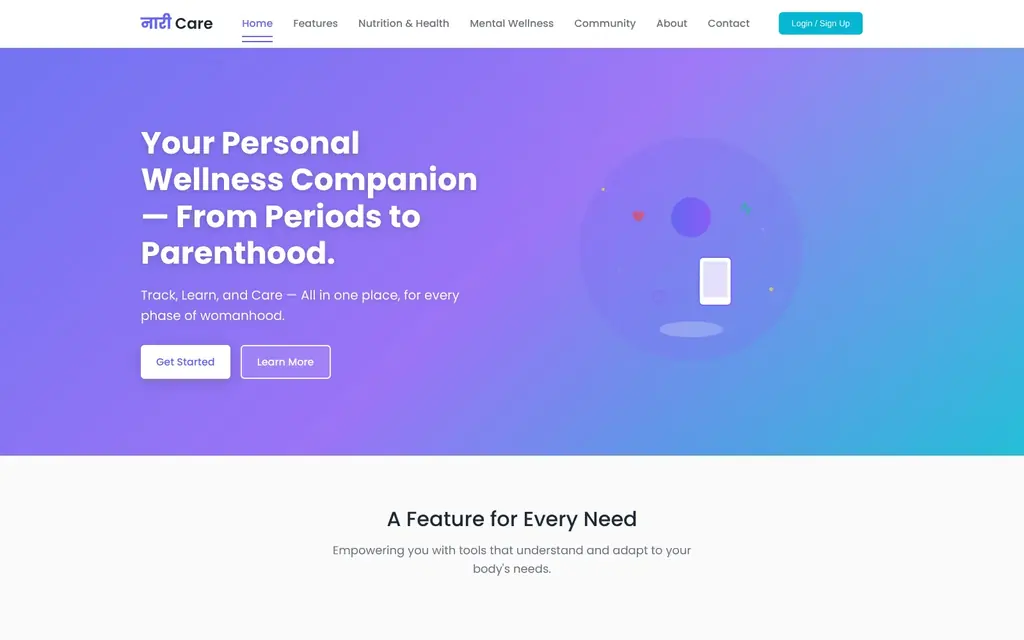 नारी Care
Home
Features
Nutrition & Health
Mental Wellness
Community
About
Contact
Login / Sign Up
Your Personal
Wellness Companion
— From Periods to
Parenthood.
Track, Learn, and Care — All in one place, for every
phase of womanhood.
Get Started
Learn More
A Feature for Every Need
Empowering you with tools that understand and adapt to your
body's needs.